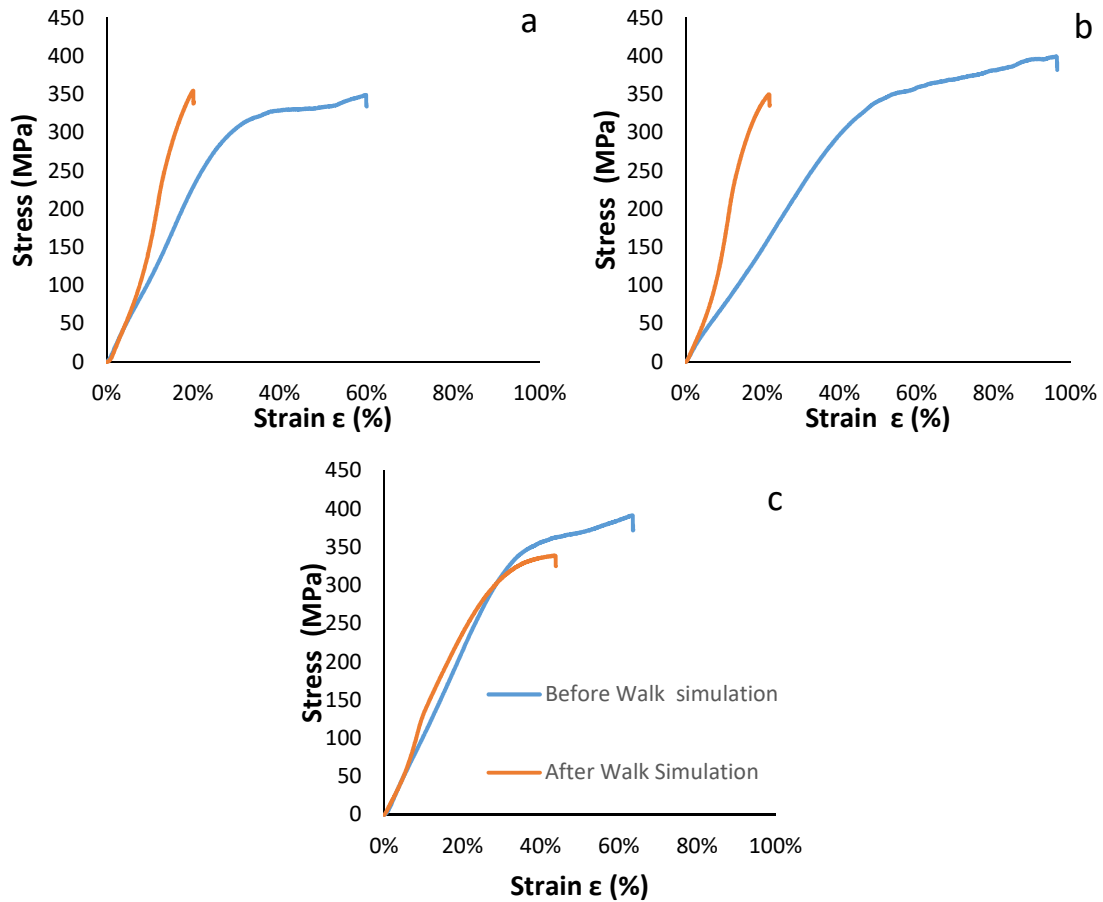 a
450
400
350
300
250
200
150
100
50
0
Stress (MPa)
0% 20% 40% 60% 80% 100%
Strain ε (%)
b
450
400
350
300
250
200
150
100
50
0
Stress (MPa)
0% 20% 40% 60% 80% 100%
Strain ε (%)
c
450
400
350
300
250
200
150
100
50
0
Stress (MPa)
Before Walk simulation
After Walk Simulation
0% 20% 40% 60% 80% 100%
Strain ε (%)